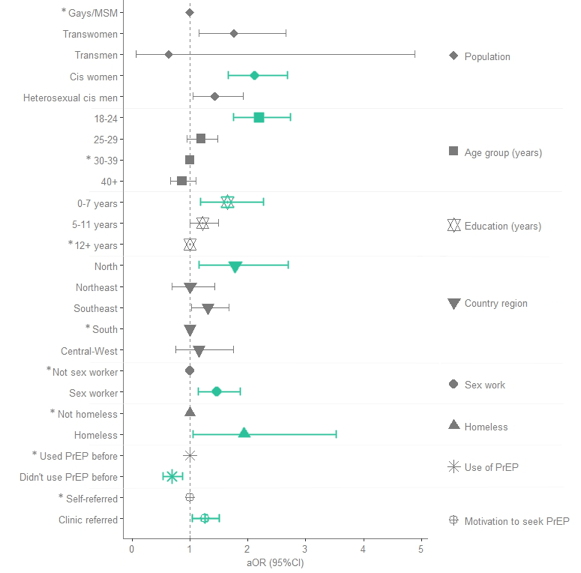 * Gays/MSM
Transwomen
Transmen
Cis women
Heterosexual cis men
18-24
25-29
* 30-39
40+
0-7 years
5-11 years
* 12+ years
North
Northeast
Southeast
* South
Central-West
* Not sex worker
Sex worker
* Not homeless
Homeless
* Used PrEP before
Didn't use PrEP before
* Self-referred
Clinic referred
0 1 2 3 4 5
aOR (95%CI)
Population
Age group (years)
Education (years)
Country region
Sex work
Homeless
Use of PrEP
Motivation to seek PrEP